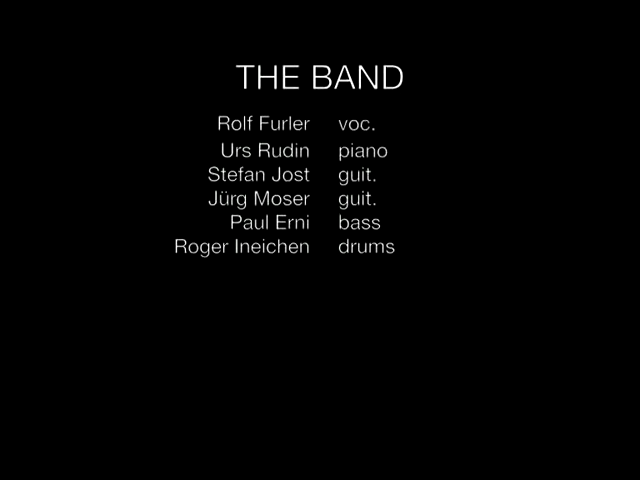 THE BAND
Rolf Furler voc.
Urs Rudin piano
Stefan Jost guit.
Jürg Moser guit.
Paul Erni bass
Roger Ineichen drums